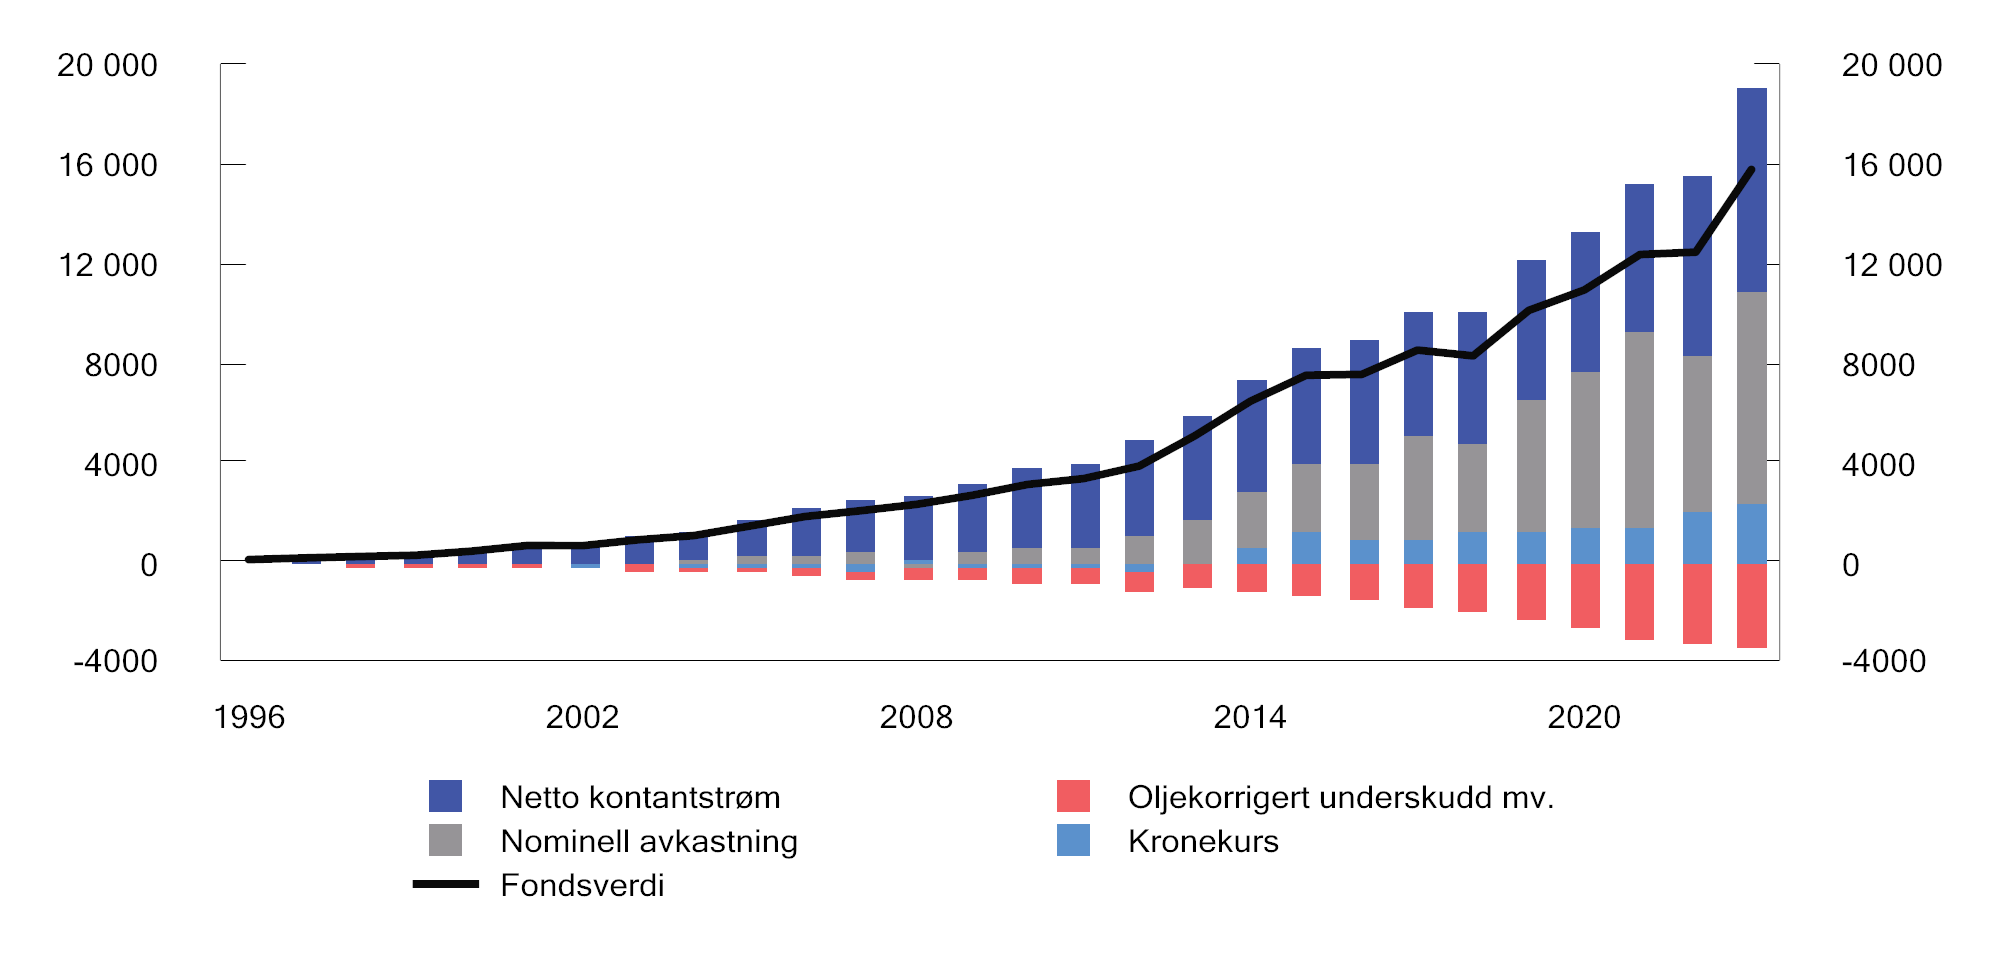 20 000 20 000
16 000 16 000
12 000 12 000
8000 8000
4000 4000
0 0
-4000 -4000
1996 2002 2008 2014 2020
Netto kontantstrøm Oljekorrigert underskudd mv.
Nominell avkastning Kronekurs
Fondsverdi